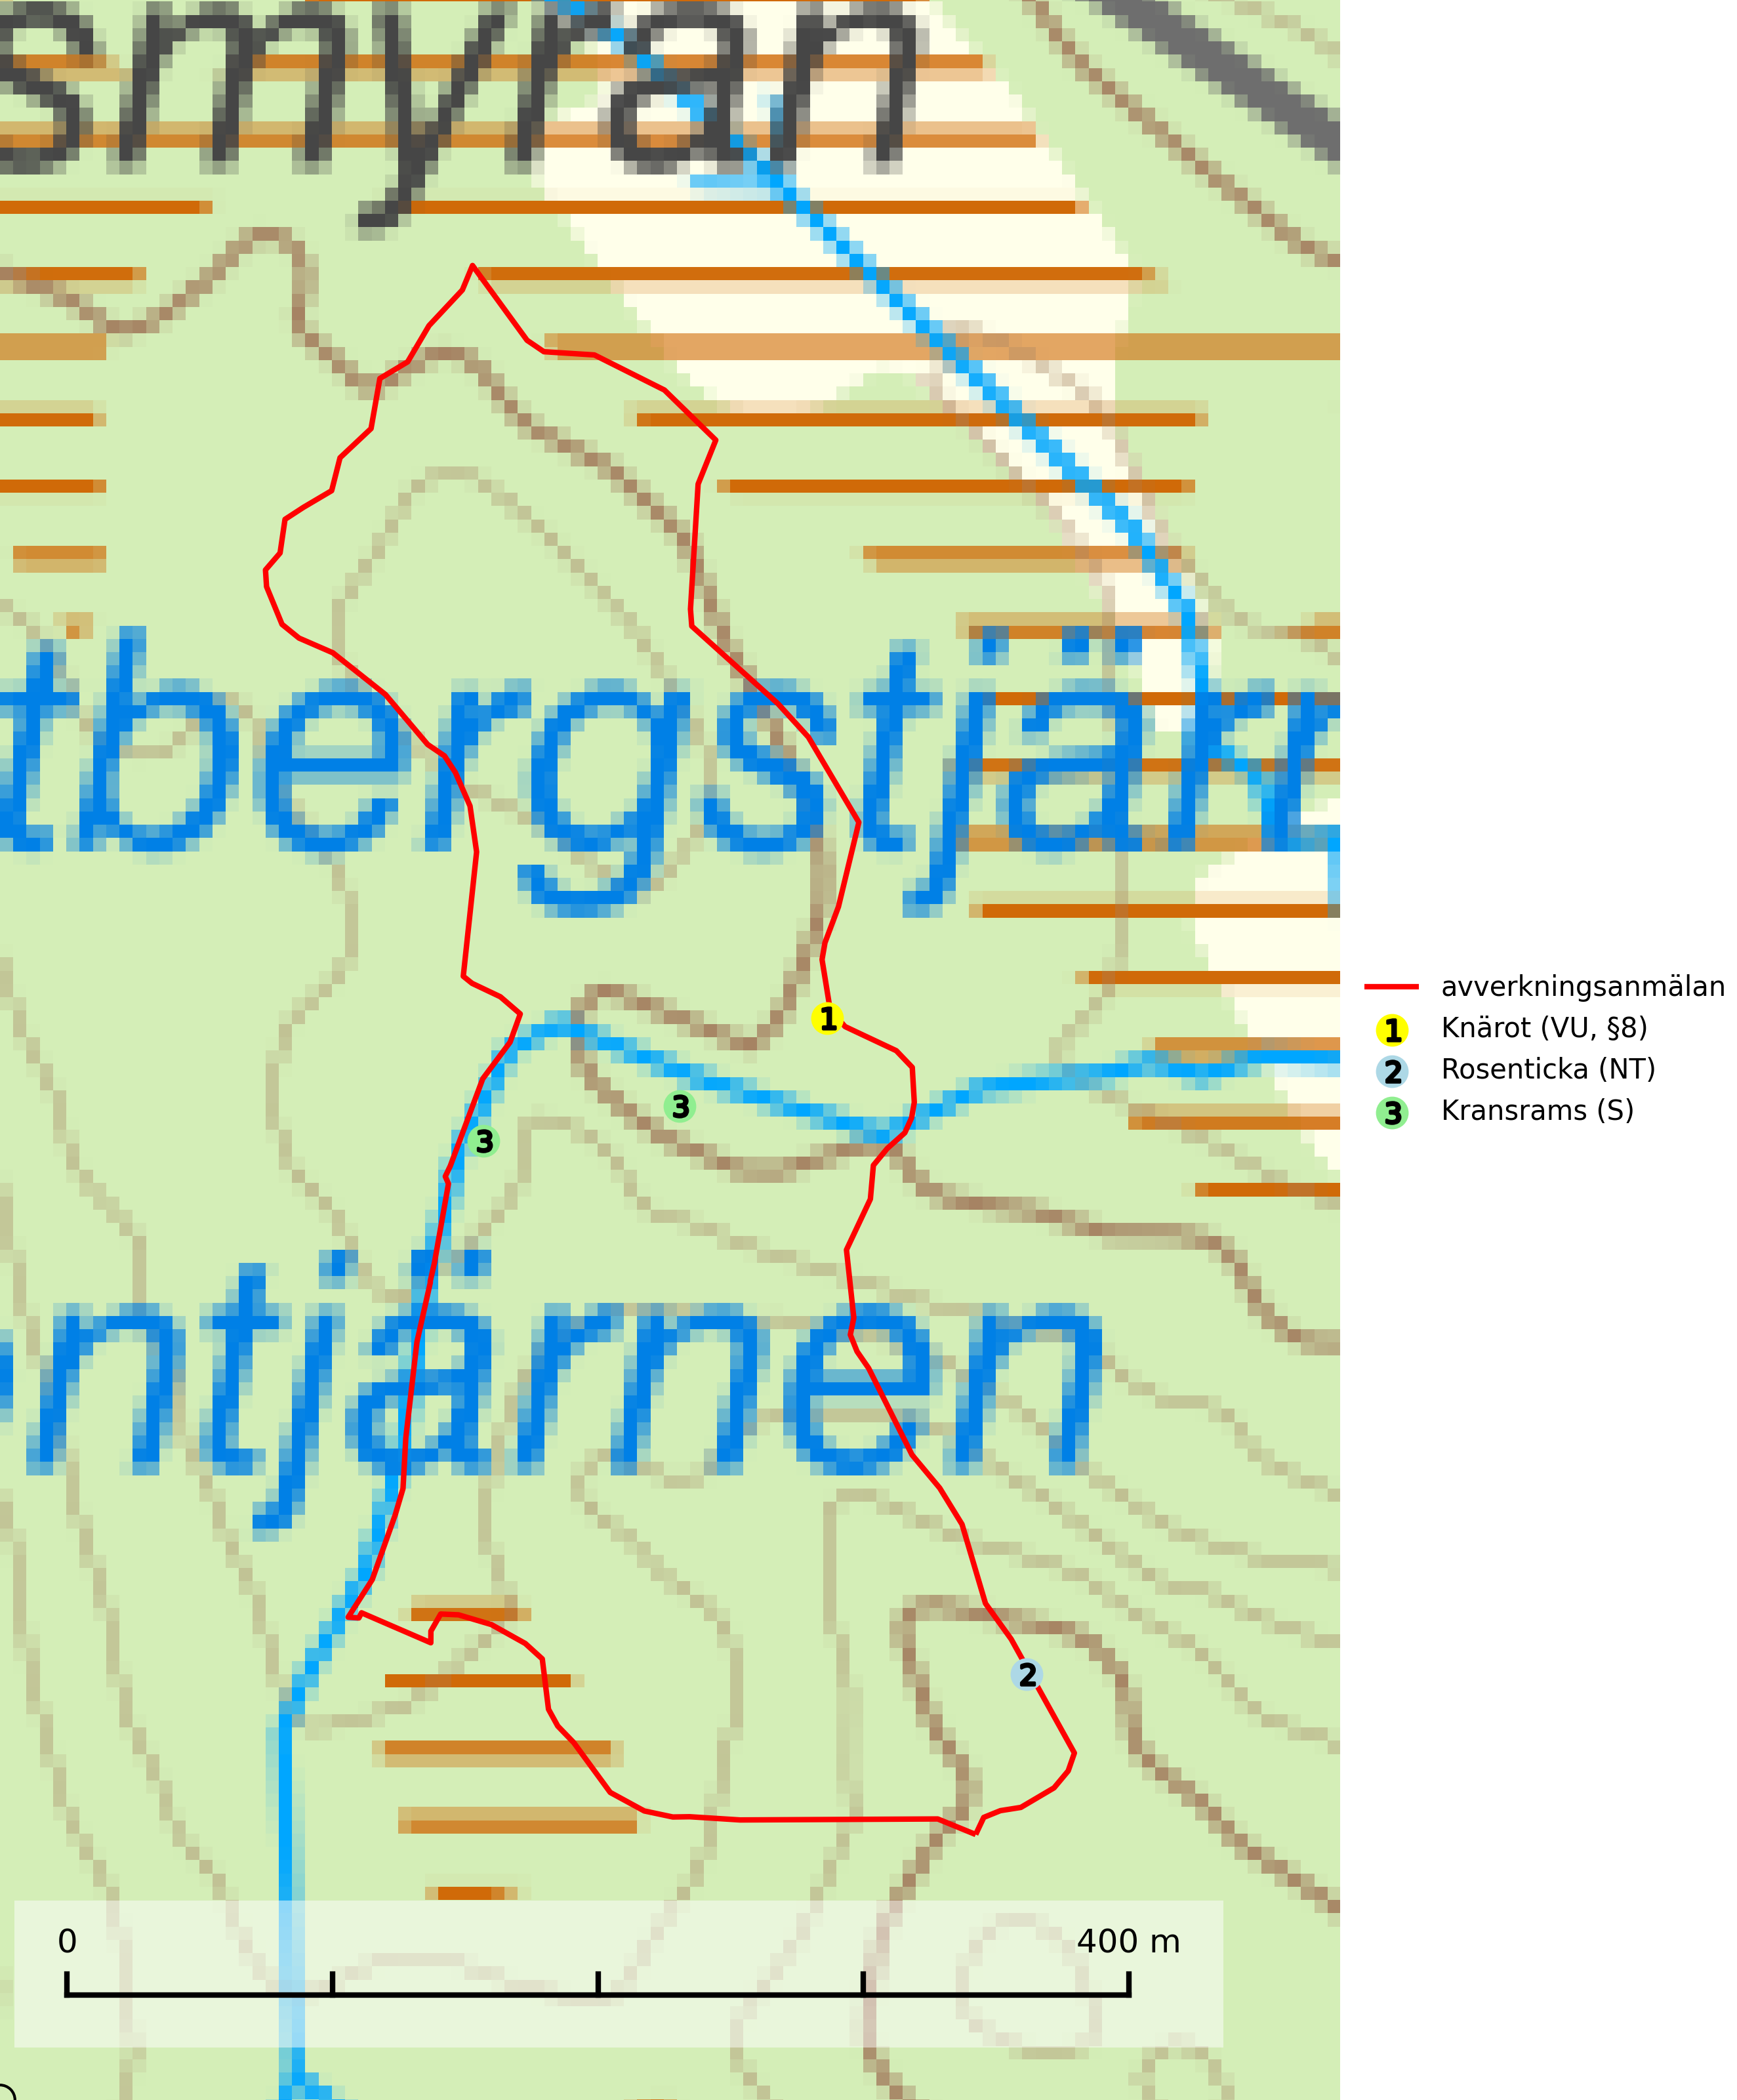 smyran
tbergstjärn
1
avverkningsanmälan
1 Knärot (VU, §8)
2 Rosenticka (NT)
3 Kransrams (S)
3
3
ntjärnen
2
0
400 m